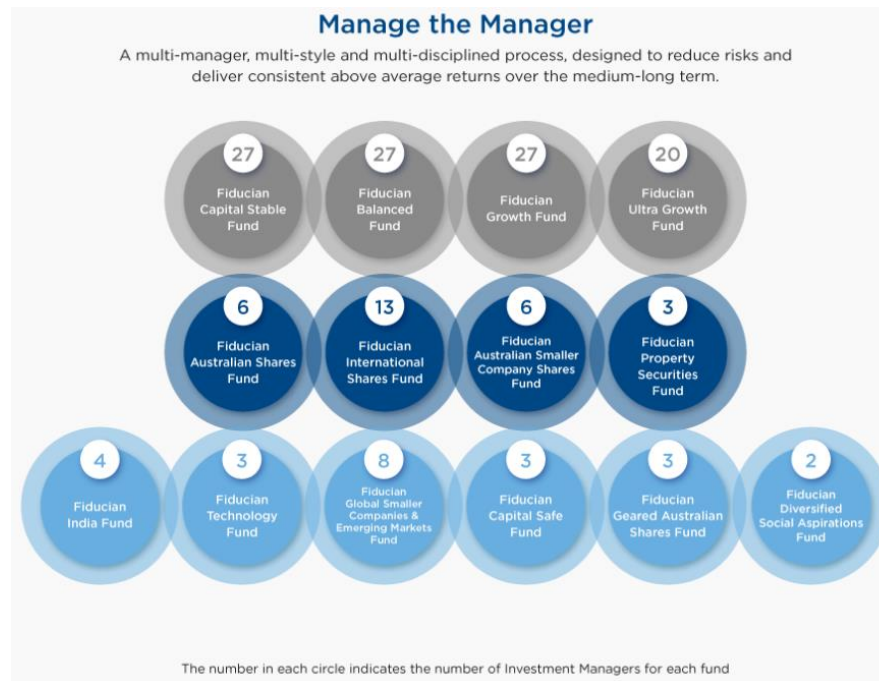 Manage the Manager
A multi-manager, multi-style and multi-disciplined process, designed to reduce risks and
deliver consistent above average returns over the medium-long term.
27
Fiducian
Capital Stable
Fund
27
Fiducian
Balanced
Fund
27
Fiducian
Growth Fund
20
Fiducian
Ultra Growth
Fund
6
Fiducian
Australian Shares
Fund
13
Fiducian
International
Shares Fund
6
Fiducian
Australian Smaller
Company Shares
Fund
3
Fiducian
Property
Securities
Fund
4
Fiducian
India Fund
3
Fiducian
Technology
Fund
8
Fiducian
Global Smaller
Companies &
Emerging Markets
Fund
3
Fiducian
Capital Safe
Fund
3
Fiducian
Geared Australian
Shares Fund
2
Fiducian
Diversified
Social Aspirations
Fund
The number in each circle indicates the number of Investment Managers for each fund